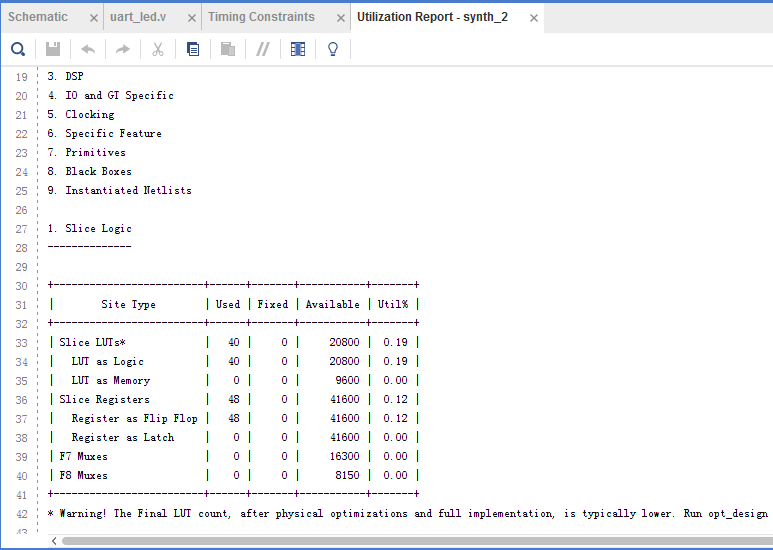 Schematic × uart_led.v × Timing Constraints × Utilization Report - synth_2 ×
19 3. DSP
20 4. IO and GT Specific
21 5. Clocking
22 6. Specific Feature
23 7. Primitives
24 8. Black Boxes
25 9. Instantiated Netlists
26
27 1. Slice Logic
28 --------------
29
30 +-------------------------+------+-------+-----------+-------+
31 |        Site Type        | Used | Fixed | Available | Util% |
32 +-------------------------+------+-------+-----------+-------+
33 | Slice LUTs*             |   40 |     0 |     20800 |  0.19 |
34 |   LUT as Logic          |   40 |     0 |     20800 |  0.19 |
35 |   LUT as Memory         |    0 |     0 |      9600 |  0.00 |
36 | Slice Registers         |   48 |     0 |     41600 |  0.12 |
37 |   Register as Flip Flop |   48 |     0 |     41600 |  0.12 |
38 |   Register as Latch     |    0 |     0 |     41600 |  0.00 |
39 | F7 Muxes                |    0 |     0 |     16300 |  0.00 |
40 | F8 Muxes                |    0 |     0 |      8150 |  0.00 |
41 +-------------------------+------+-------+-----------+-------+
42 * Warning! The Final LUT count, after physical optimizations and full implementation, is typically lower. Run opt_design
43